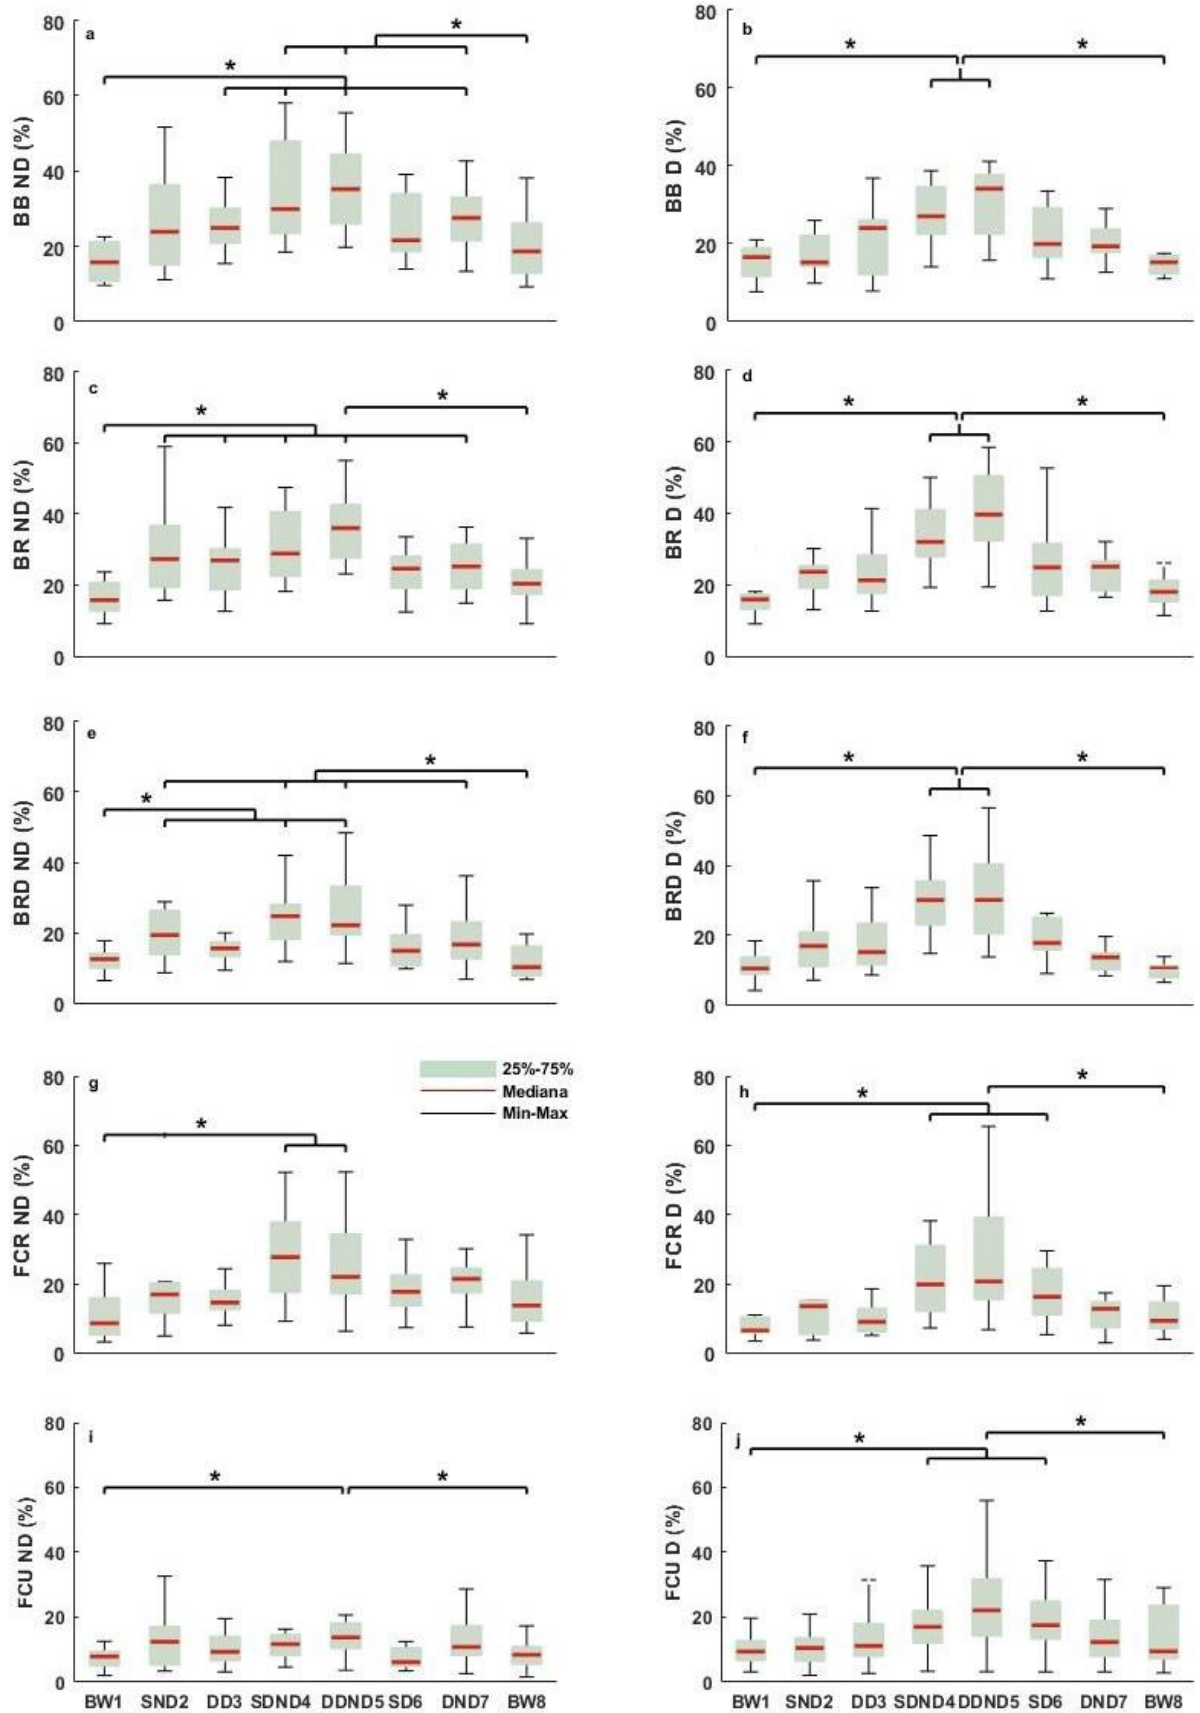 a
BB ND (%)
80
60
40
20
0
*
*
b
BB D (%)
80
60
40
20
0
*
*
c
BR ND (%)
80
60
40
20
0
*
*
d
BR D (%)
80
60
40
20
0
*
*
e
BRD ND (%)
80
60
40
20
0
*
*
f
BRD D (%)
80
60
40
20
0
*
*
g
FCR ND (%)
80
60
40
20
0
*
25%-75%
Mediana
Min-Max
h
FCR D (%)
80
60
40
20
0
*
*
i
FCU ND (%)
80
60
40
20
0
*
*
BW1 SND2 DD3 SDND4 DDND5 SD6 DND7 BW8
j
FCU D (%)
80
60
40
20
0
*
*
BW1 SND2 DD3 SDND4 DDND5 SD6 DND7 BW8